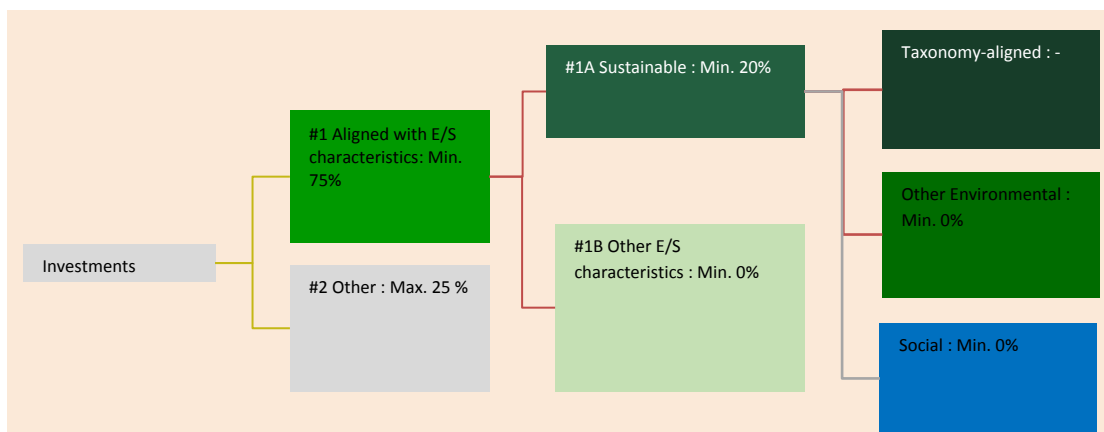 Investments
#1 Aligned with E/S
characteristics: Min.
75%
#2 Other : Max. 25 %
#1A Sustainable : Min. 20%
#1B Other E/S
characteristics : Min. 0%
Taxonomy-aligned : -
Other Environmental :
Min. 0%
Social : Min. 0%